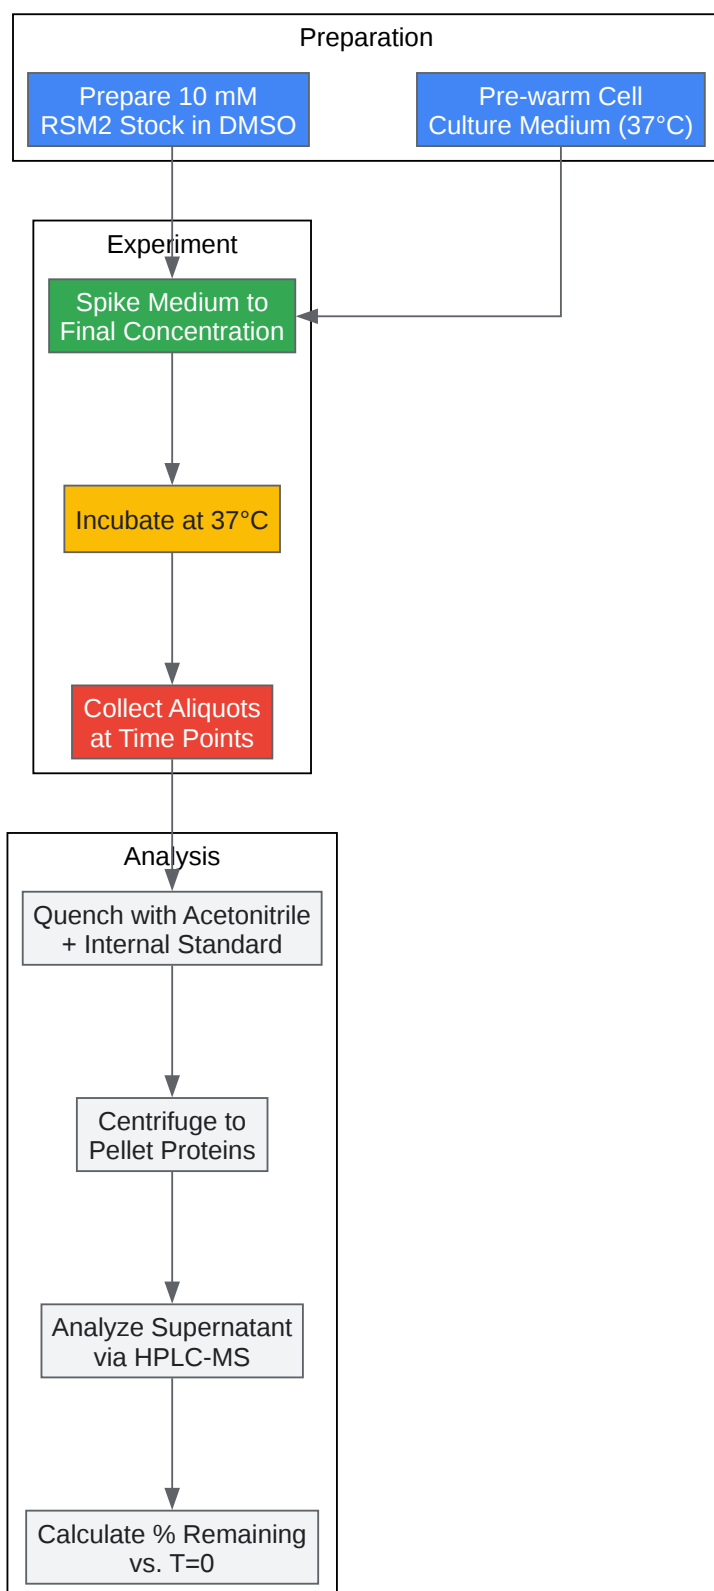 Preparation
Prepare 10 mM
RSM2 Stock in DMSO
Pre-warm Cell
Culture Medium (37°C)
Experiment
Spike Medium to
Final Concentration
Incubate at 37°C
Collect Aliquots
at Time Points
Analysis
Quench with Acetonitrile
+ Internal Standard
Centrifuge to
Pellet Proteins
Analyze Supernatant
via HPLC-MS
Calculate % Remaining
vs. T=0